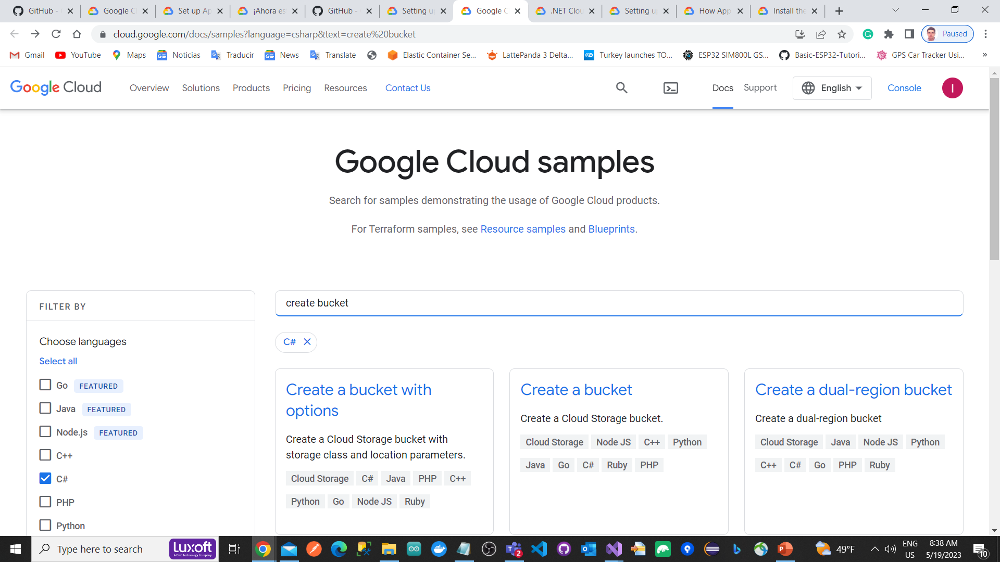 GitHub -
Google C
Set up Ap
¡Ahora es
GitHub -
Setting up
Google C
.NET Clou
Setting up
How App
Install the
cloud.google.com/docs/samples?language=csharp&text=create%20bucket
Paused
Gmail
YouTube
Maps
Noticias
Traducir
News
Translate
Elastic Container Se...
LattePanda 3 Delta...
Turkey launches TO...
ESP32 SIM800L GS...
Basic-ESP32-Tutori...
GPS Car Tracker Usi...
»
Google Cloud
Overview
Solutions
Products
Pricing
Resources
Contact Us
Docs
Support
English
Console
I
Google Cloud samples
Search for samples demonstrating the usage of Google Cloud products.
For Terraform samples, see Resource samples and Blueprints.
FILTER BY
Choose languages
Select all
Go FEATURED
Java FEATURED
Node.js FEATURED
C++
C#
PHP
Python
create bucket
C#
Create a bucket with
options
Create a Cloud Storage bucket with
storage class and location parameters.
Cloud Storage C# Java PHP C++
Python Go Node JS Ruby
Create a bucket
Create a Cloud Storage bucket.
Cloud Storage Node JS C++ Python
Java Go C# Ruby PHP
Create a dual-region bucket
Create a dual-region bucket
Cloud Storage Java Node JS Python
C++ C# Go PHP Ruby
Type here to search
luxoft
A DXC Technology Company
2
49°F
ENG
US
8:38 AM
5/19/2023
10